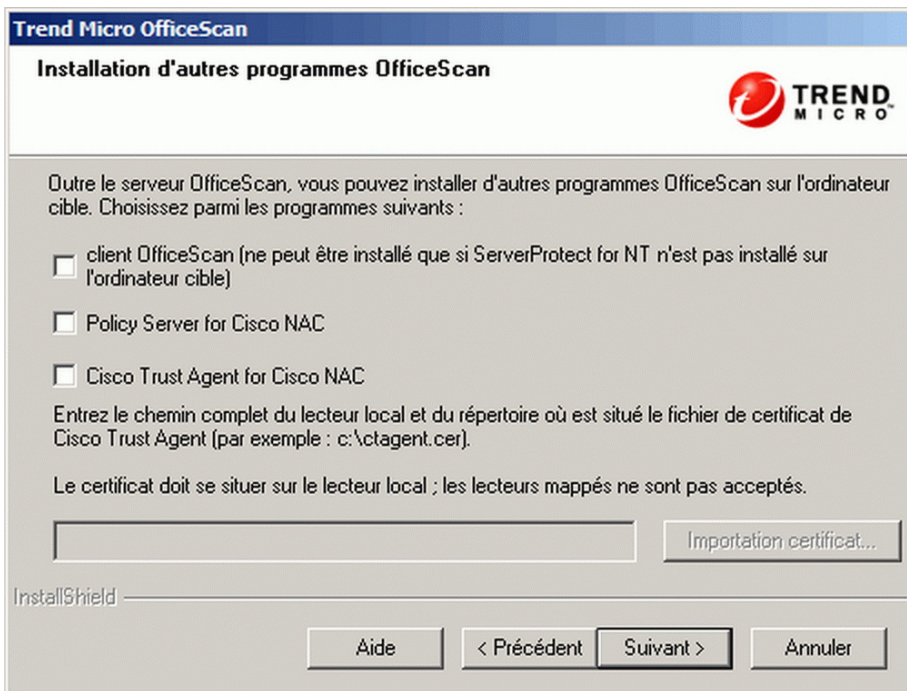 Trend Micro OfficeScan
Installation d'autres programmes OfficeScan
TREND
MICRO™
Outre le serveur OfficeScan, vous pouvez installer d'autres programmes OfficeScan sur l'ordinateur
cible. Choisissez parmi les programmes suivants :
client OfficeScan (ne peut être installé que si ServerProtect for NT n'est pas installé sur
l'ordinateur cible)
Policy Server for Cisco NAC
Cisco Trust Agent for Cisco NAC
Entrez le chemin complet du lecteur local et du répertoire où est situé le fichier de certificat de
Cisco Trust Agent (par exemple : c:\ctagent.cer).
Le certificat doit se situer sur le lecteur local ; les lecteurs mappés ne sont pas acceptés.
Importation certificat...
InstallShield
Aide
< Précédent
Suivant >
Annuler